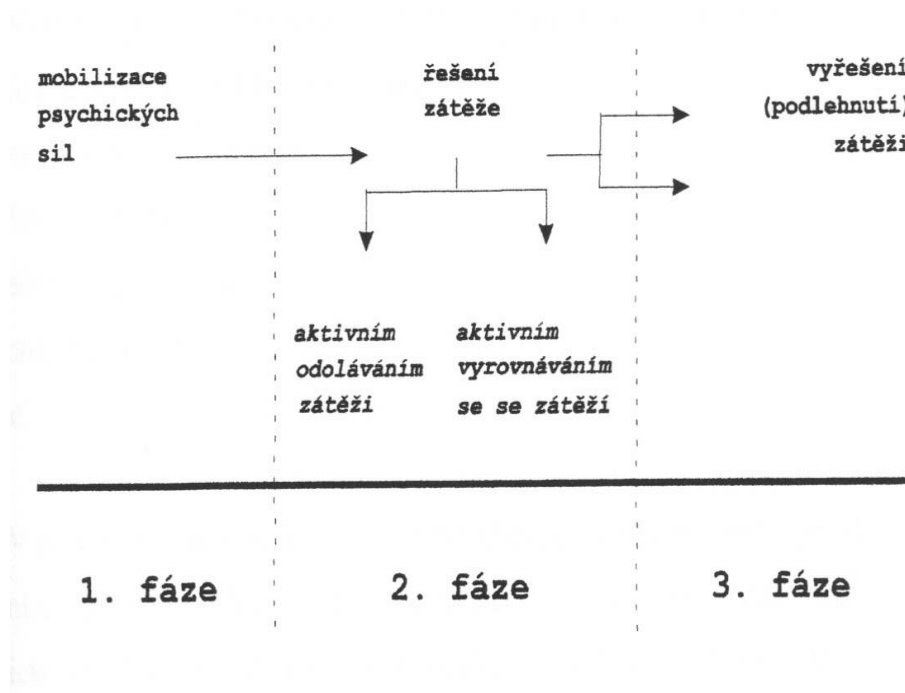 mobilizace
psychických
sil
řešení
zátěže
vyřešení
(podlehnutí)
zátěži
aktivním
odoláváním
zátěži
aktivním
vyrovnáváním
se se zátěží
1. fáze
2. fáze
3. fáze